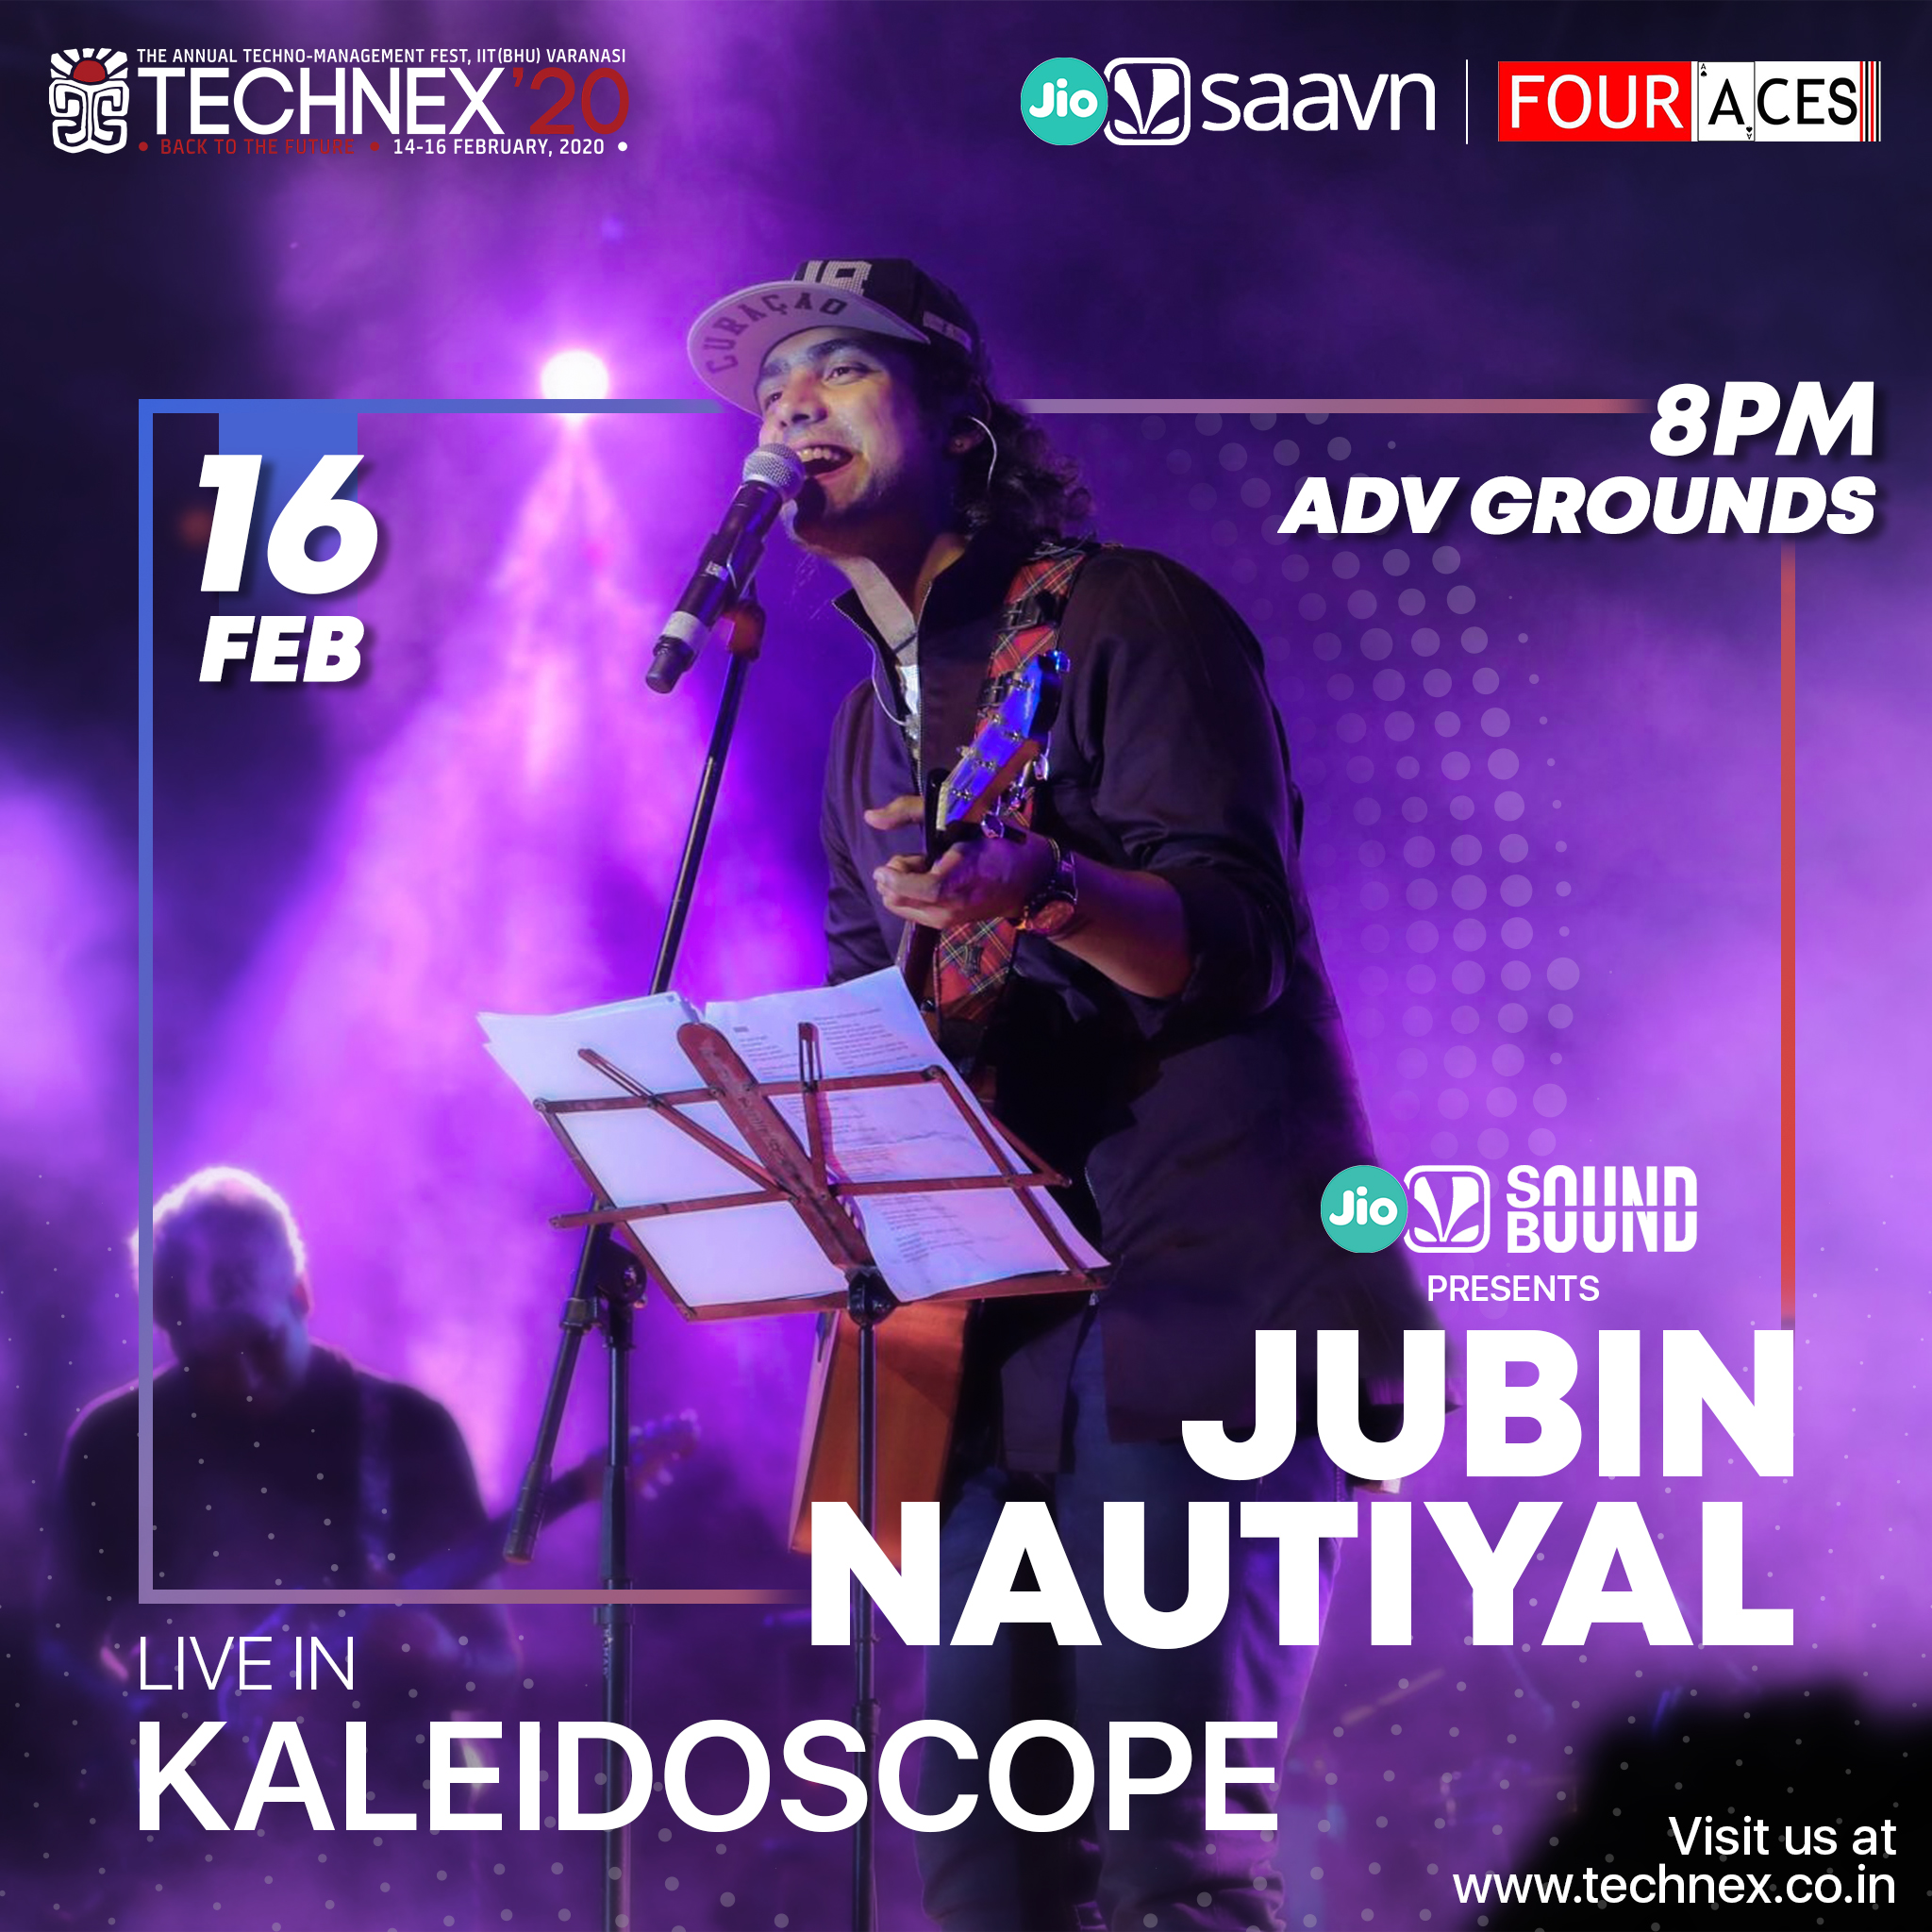 THE ANNUAL TECHNO-MANAGEMENT FEST, IIT(BHU) VARANASI
TECHNEX'20
• BACK TO THE FUTURE • 14-16 FEBRUARY, 2020 •
Jio saavn
FOUR ACES
CURAÇAO
16
FEB
8PM
ADV GROUNDS
Jio SOUND
BOUND
PRESENTS
JUBIN
NAUTIYAL
LIVE IN
KALEIDOSCOPE
Visit us at
www.technex.co.in